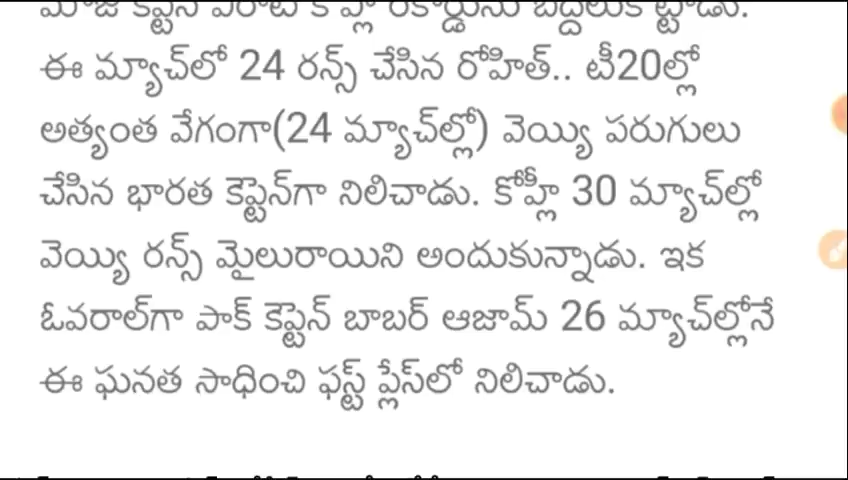 ఈ మ్యాచ్‌లో 24 రన్స్ చేసిన రోహిత్.. టీ20ల్లో
అత్యంత వేగంగా(24 మ్యాచ్‌ల్లో) వెయ్యి పరుగులు
చేసిన భారత కెప్టెన్‌గా నిలిచాడు. కోహ్లీ 30 మ్యాచ్‌ల్లో
వెయ్యి రన్స్ మైలురాయిని అందుకున్నాడు. ఇక
ఓవరాల్‌గా పాక్ కెప్టెన్ బాబర్ ఆజామ్ 26 మ్యాచ్‌ల్లోనే
ఈ ఘనత సాధించి ఫస్ట్ ప్లేస్‌లో నిలిచాడు.